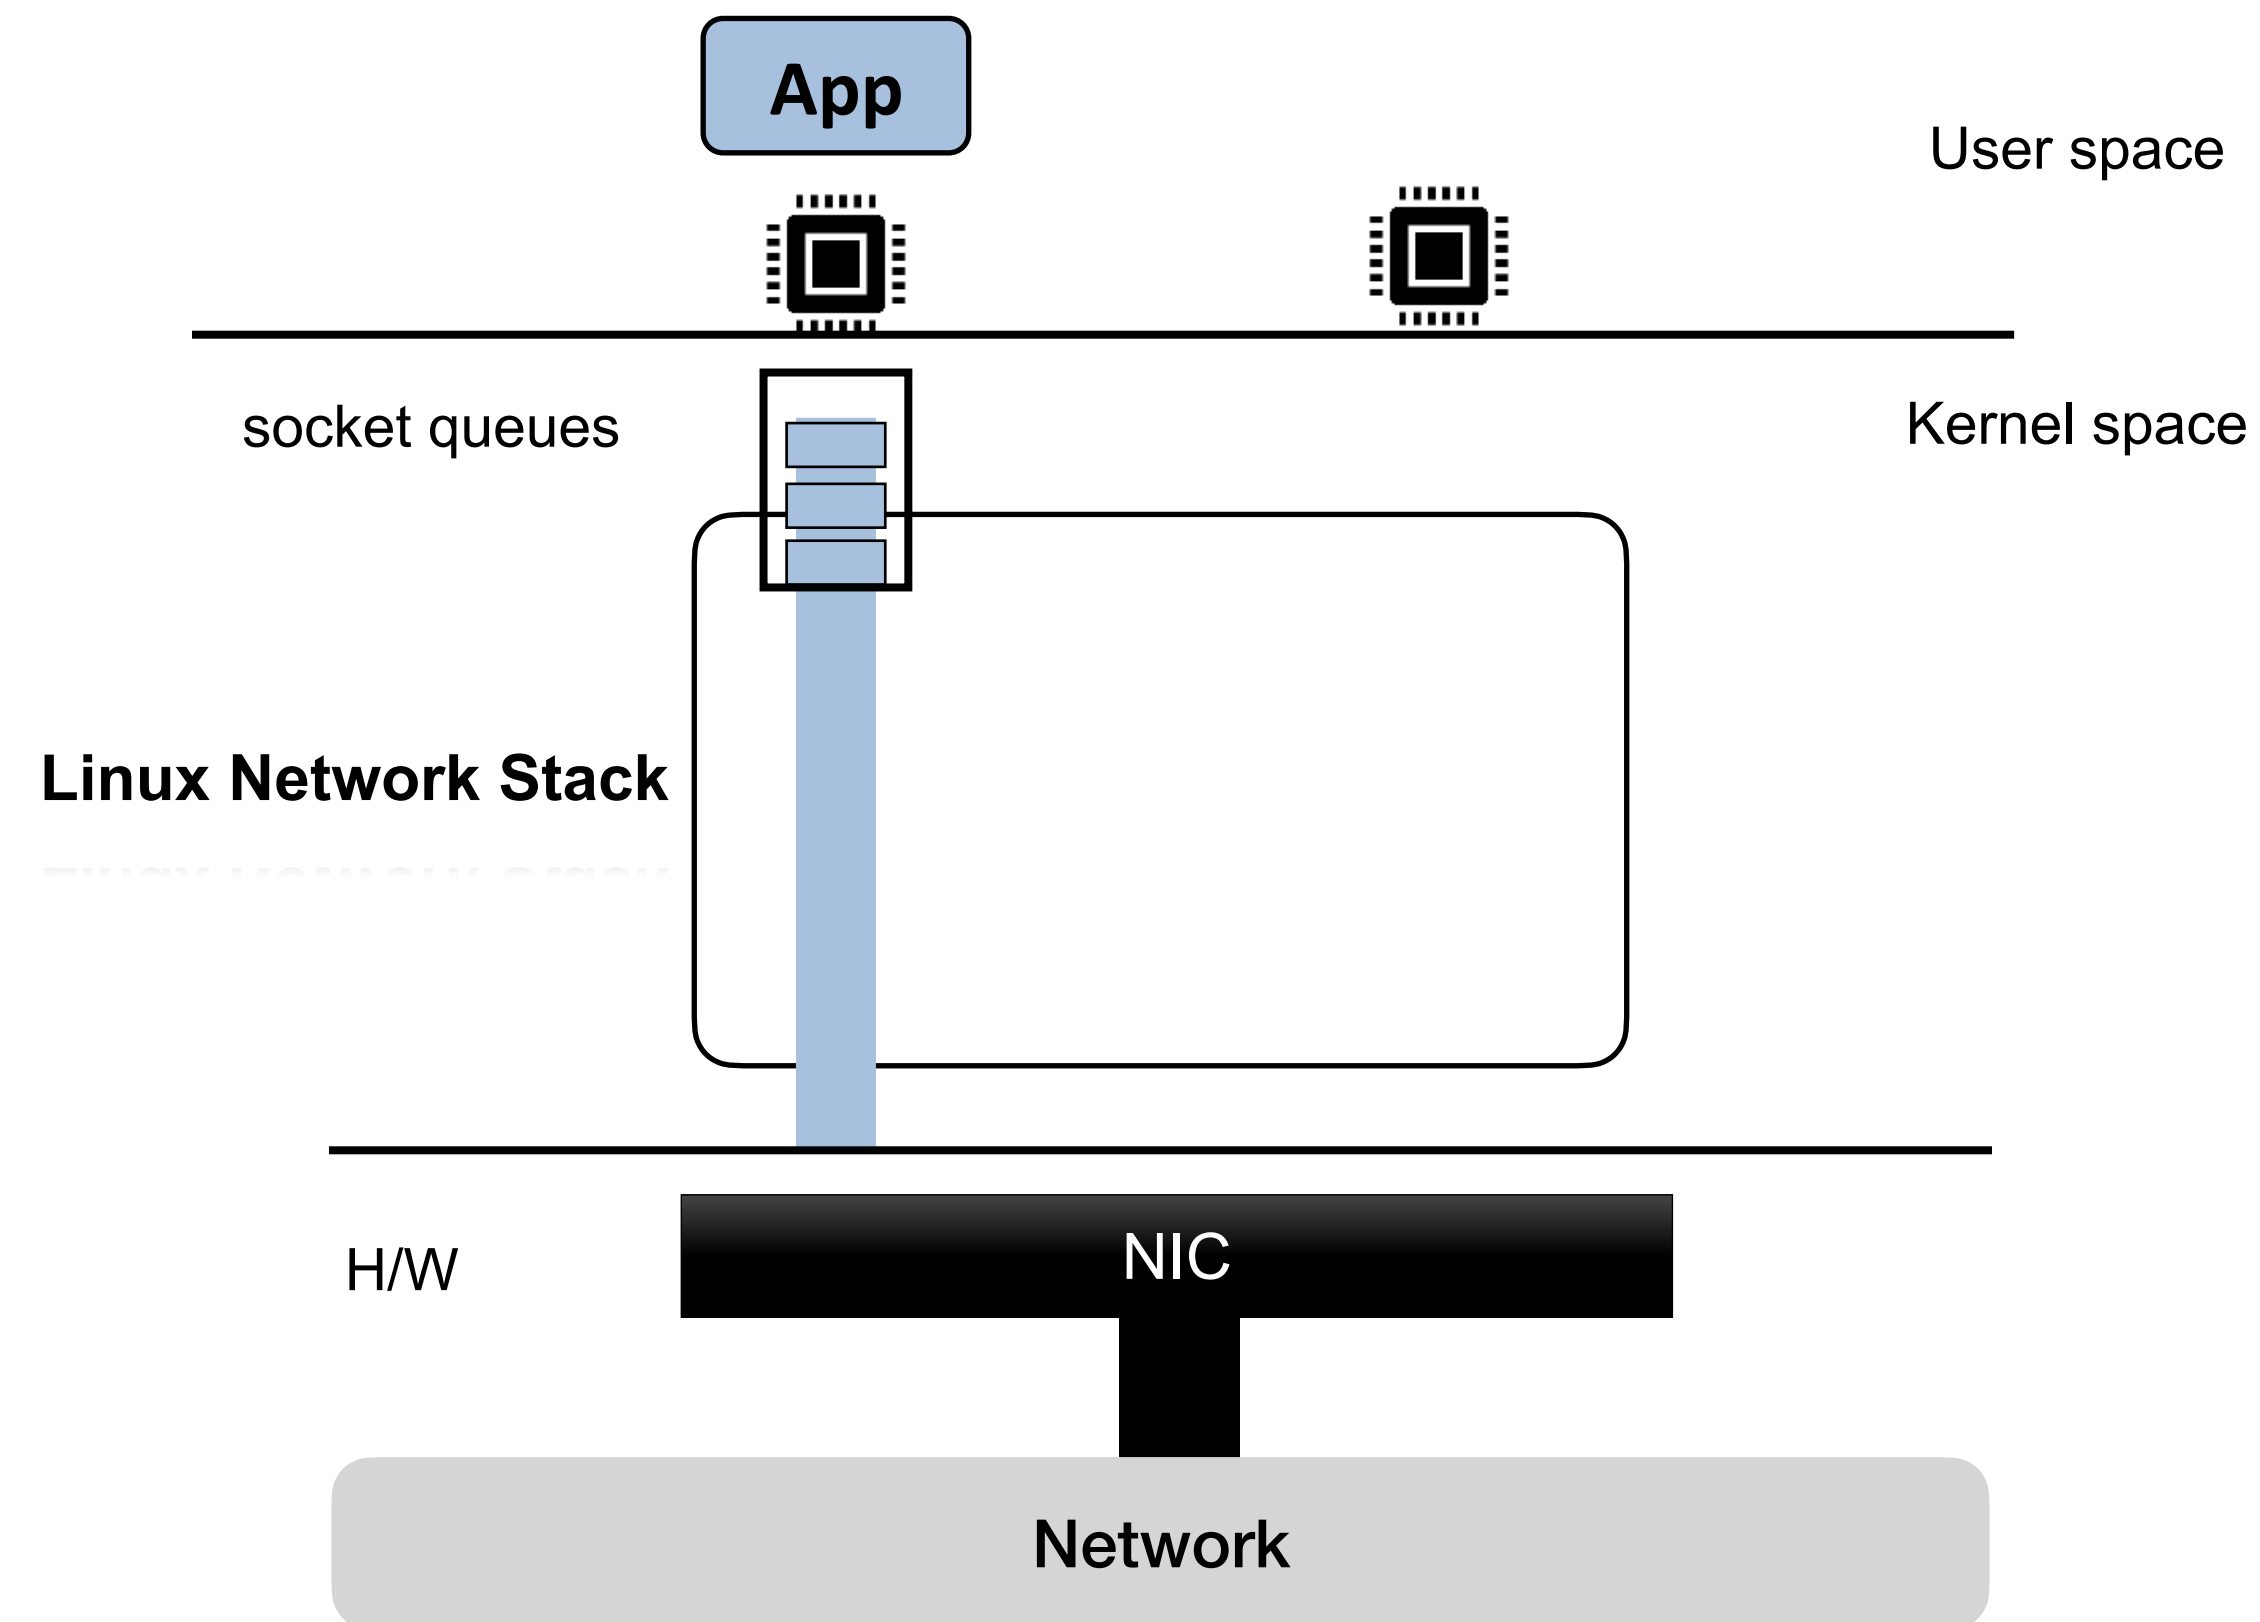 App
User space
socket queues
Kernel space
Linux Network Stack
NIC
H/W
Network